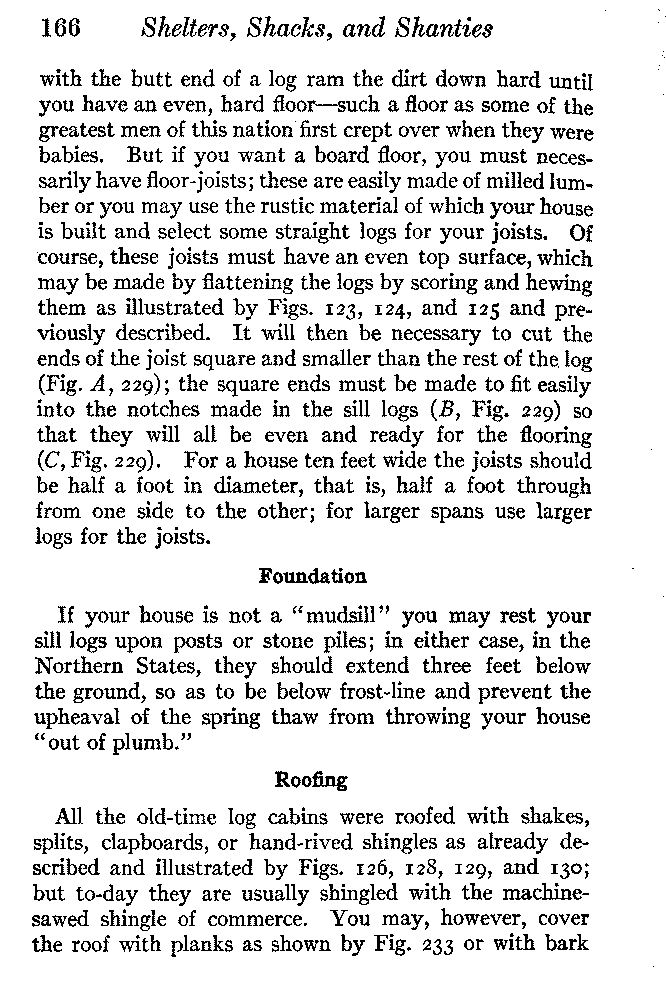 166 Shelters, Shacks, and Shanties
with the butt end of a log ram the dirt down hard until
you have an even, hard floor—such a floor as some of the
greatest men of this nation first crept over when they were
babies. But if you want a board floor, you must neces-
sarily have floor-joists; these are easily made of milled lum-
ber or you may use the rustic material of which your house
is built and select some straight logs for your joists. Of
course, these joists must have an even top surface, which
may be made by flattening the logs by scoring and hewing
them as illustrated by Figs. 123, 124, and 125 and pre-
viously described. It will then be necessary to cut the
ends of the joist square and smaller than the rest of the log
(Fig. A, 229); the square ends must be made to fit easily
into the notches made in the sill logs (B, Fig. 229) so
that they will all be even and ready for the flooring
(C, Fig. 229). For a house ten feet wide the joists should
be half a foot in diameter, that is, half a foot through
from one side to the other; for larger spans use larger
logs for the joists.
Foundation
If your house is not a "mudsill" you may rest your
sill logs upon posts or stone piles; in either case, in the
Northern States, they should extend three feet below
the ground, so as to be below frost-line and prevent the
upheaval of the spring thaw from throwing your house
"out of plumb."
Roofing
All the old-time log cabins were roofed with shakes,
splits, clapboards, or hand-rived shingles as already de-
scribed and illustrated by Figs. 126, 128, 129, and 130;
but to-day they are usually shingled with the machine-
sawed shingle of commerce. You may, however, cover
the roof with planks as shown by Fig. 233 or with bark